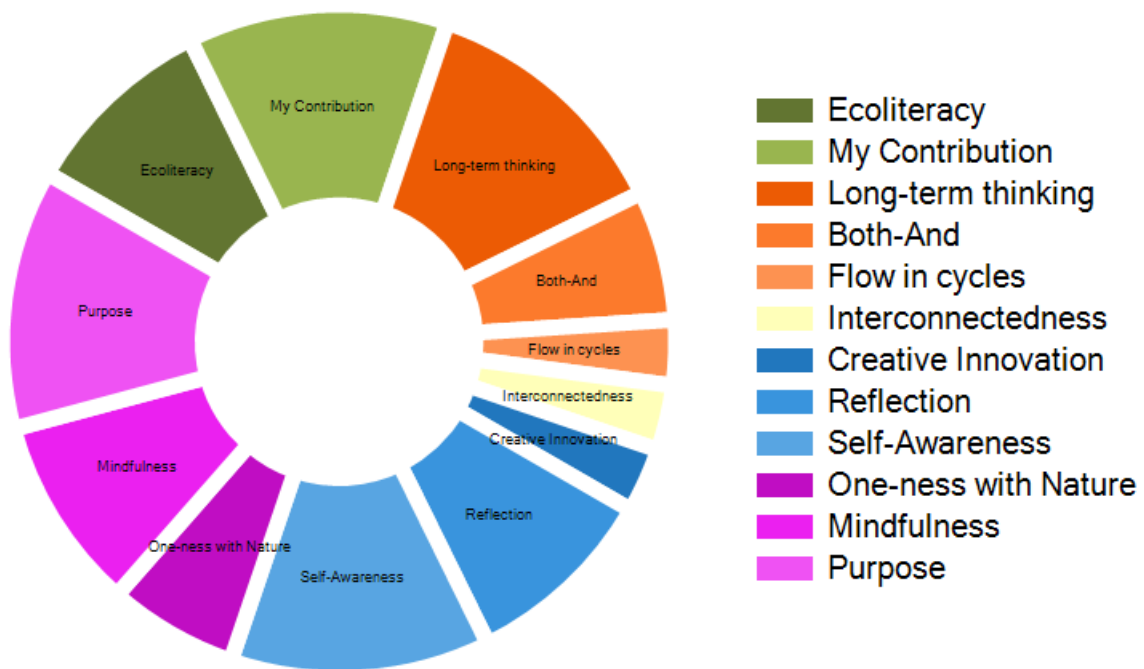 My Contribution
Long-term thinking
Ecoliteracy
Both-And
Purpose
Flow in cycles
Interconnectedness
Creative Innovation
Mindfulness
Reflection
One-ness with Nature
Self-Awareness
Ecoliteracy
My Contribution
Long-term thinking
Both-And
Flow in cycles
Interconnectedness
Creative Innovation
Reflection
Self-Awareness
One-ness with Nature
Mindfulness
Purpose